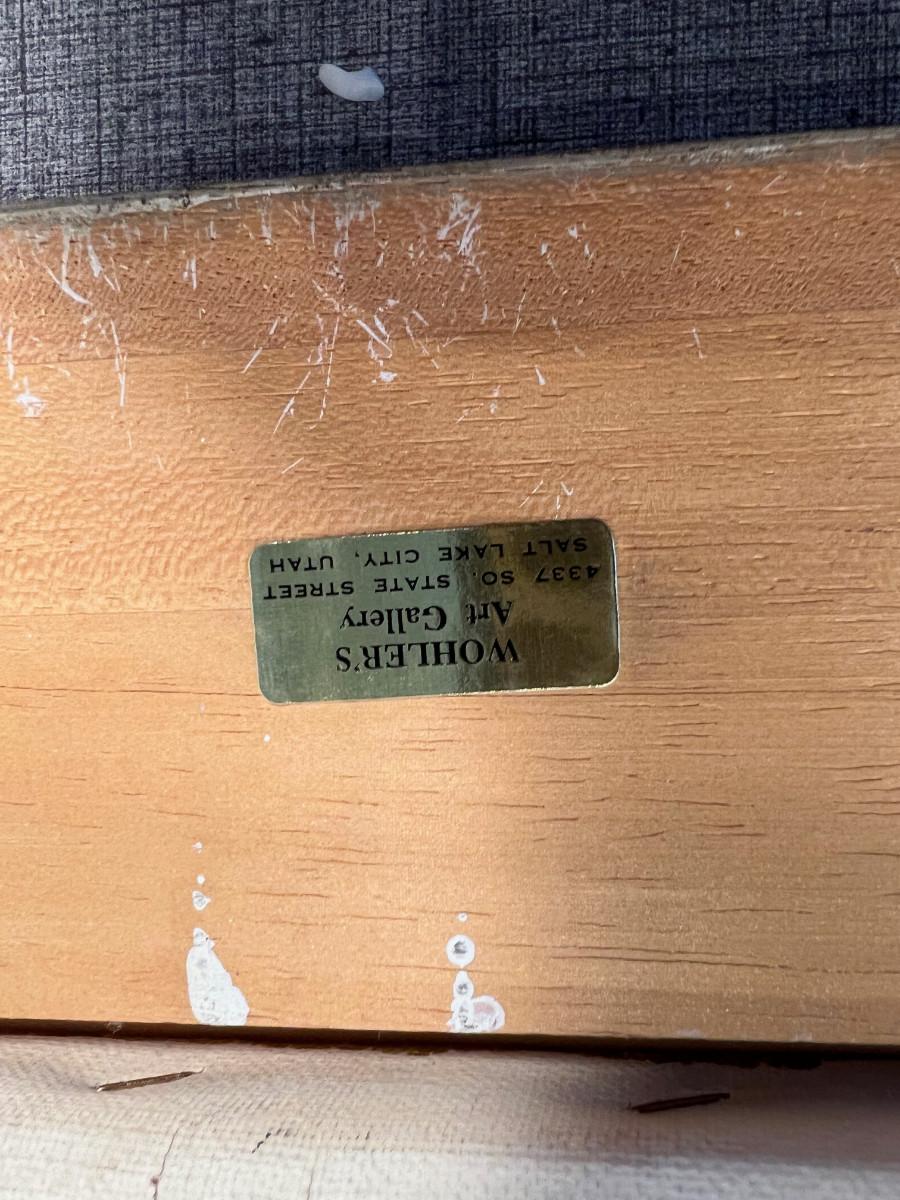 WOHLER'S
Art Gallery
4337 SO. STATE STREET
SALT LAKE CITY, UTAH